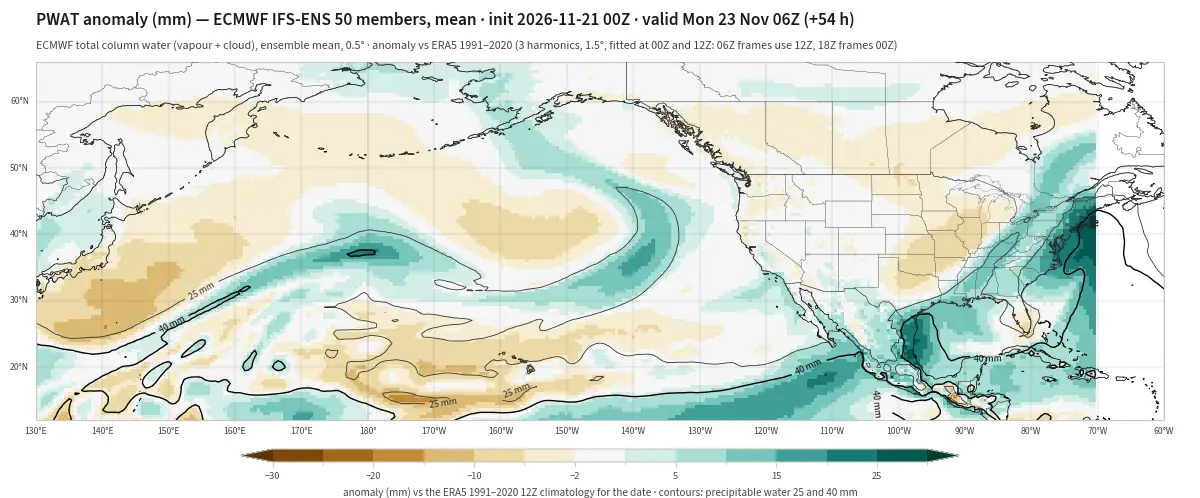 PWAT anomaly (mm) — ECMWF IFS-ENS 50 members, mean · init 2026-11-21 00Z · valid Mon 23 Nov 06Z (+54 h)
ECMWF total column water (vapour + cloud), ensemble mean, 0.5° · anomaly vs ERA5 1991–2020 (3 harmonics, 1.5°, fitted at 00Z and 12Z: 06Z frames use 12Z, 18Z frames 00Z)
60°N
50°N
40°N
30°N
20°N
25 mm
40 mm
40 mm
40 mm
25 mm
25 mm
40 mm
130°E 140°E 150°E 160°E 170°E 180° 170°W 160°W 150°W 140°W 130°W 120°W 110°W 100°W 90°W 80°W 70°W 60°W
−30 −20 −10 −2 5 15 25
anomaly (mm) vs the ERA5 1991–2020 12Z climatology for the date · contours: precipitable water 25 and 40 mm